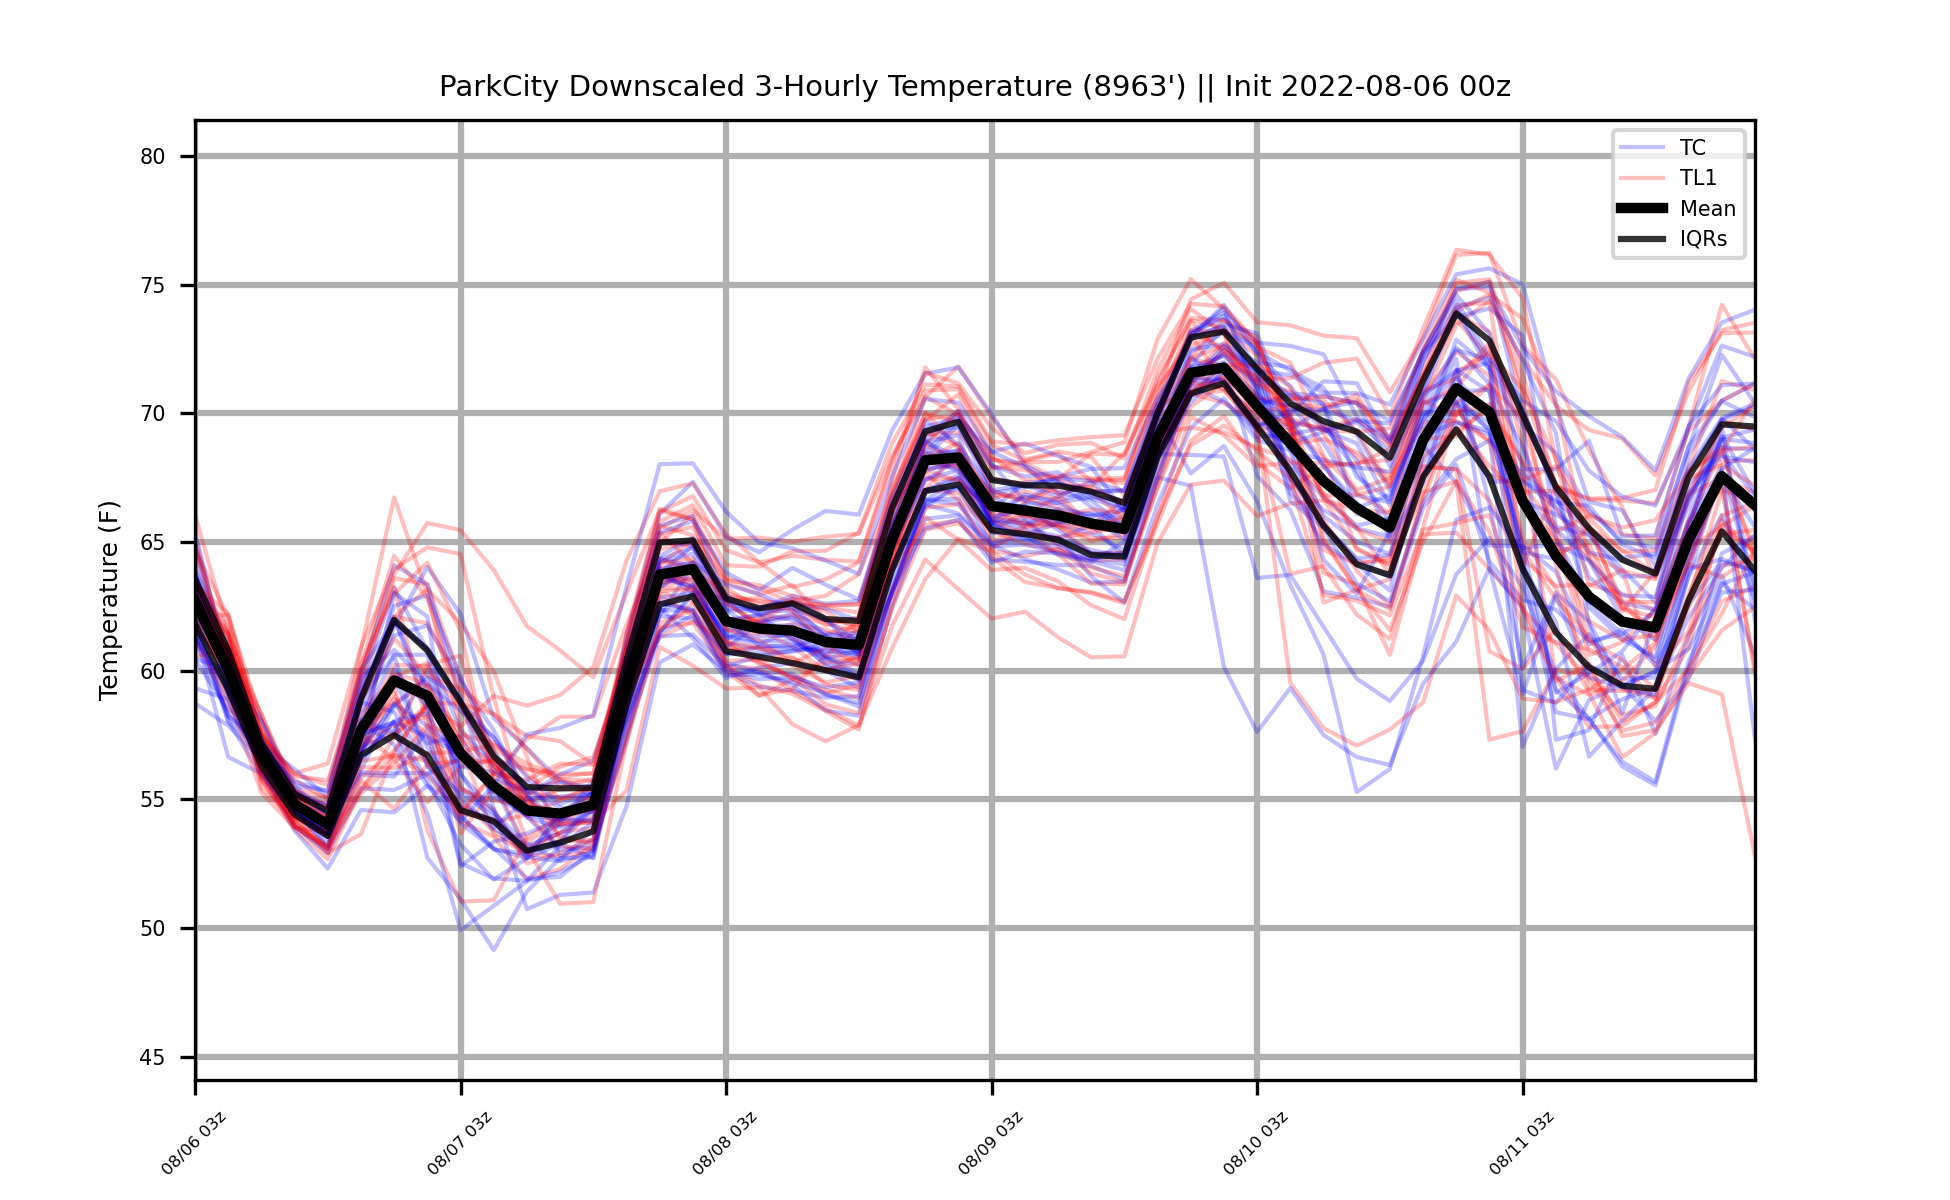 ParkCity Downscaled 3-Hourly Temperature (8963') || Init 2022-08-06 00z
TC
TL1
Mean
IQRs
Temperature (F)
80
75
70
65
60
55
50
45
08/06 03z
08/07 03z
08/08 03z
08/09 03z
08/10 03z
08/11 03z